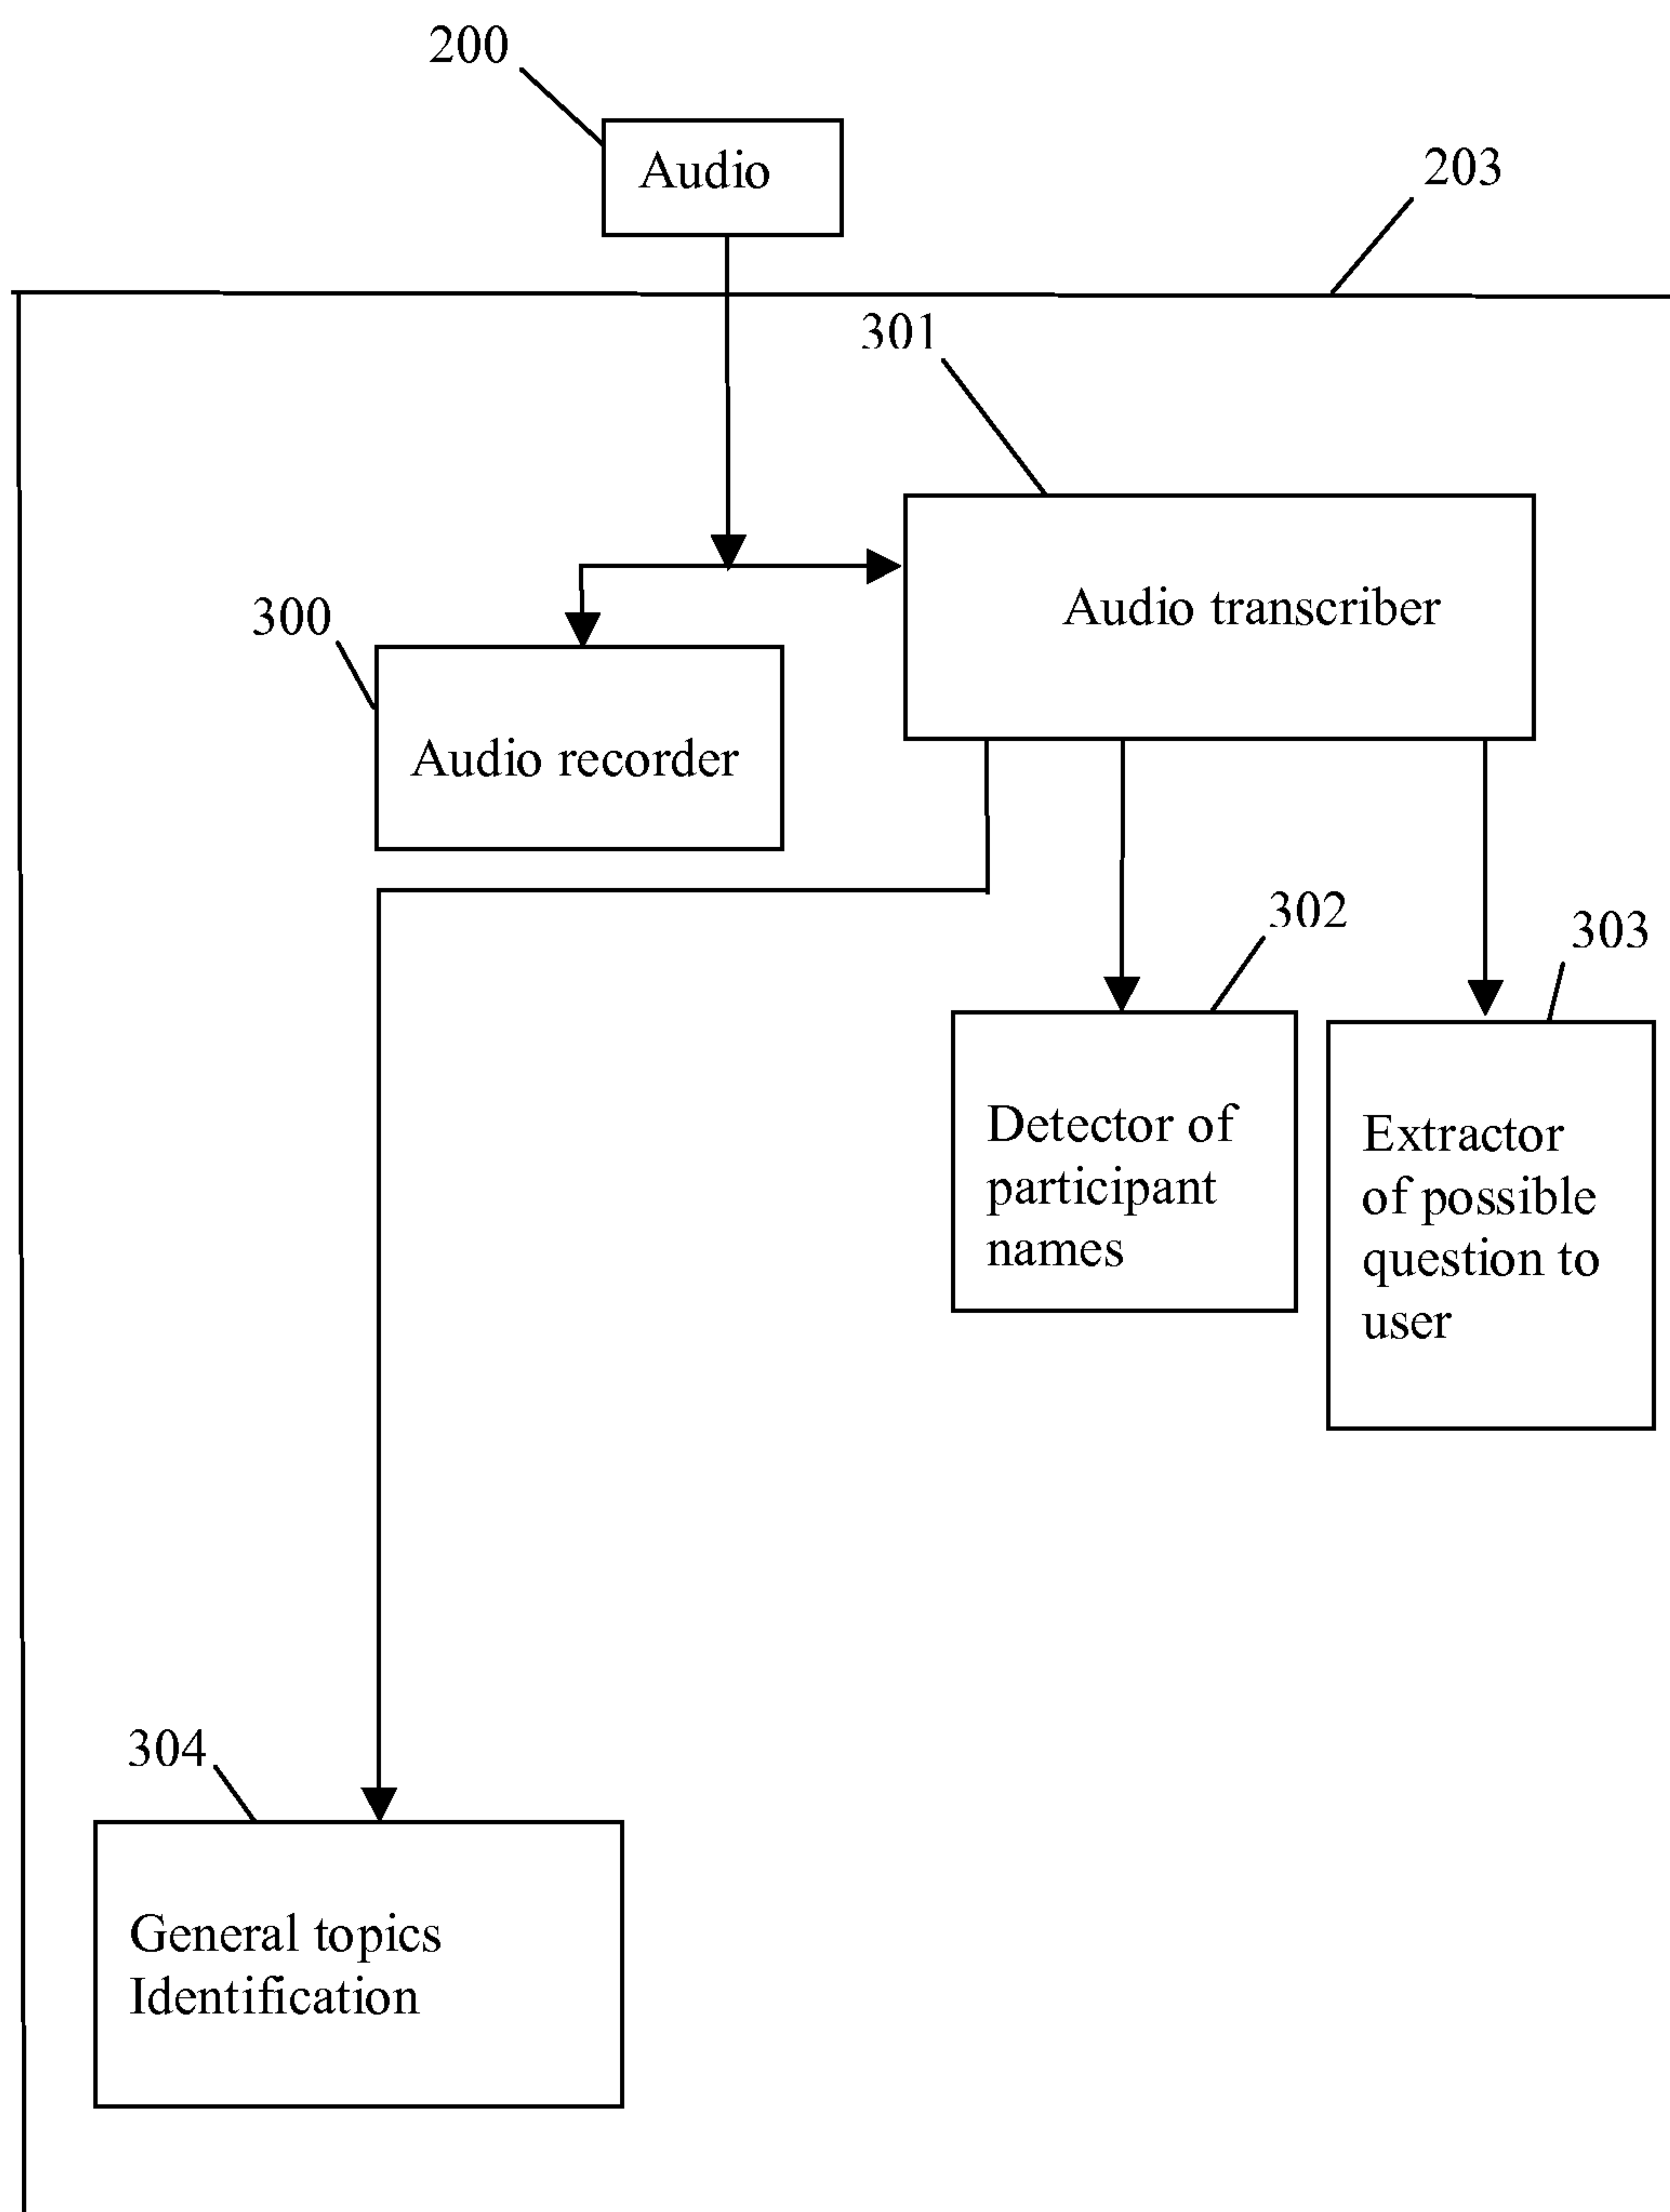 200
Audio
203
301
Audio transcriber
300
Audio recorder
302
303
Detector of
participant
names
Extractor
of possible
question to
user
304
General topics
Identification